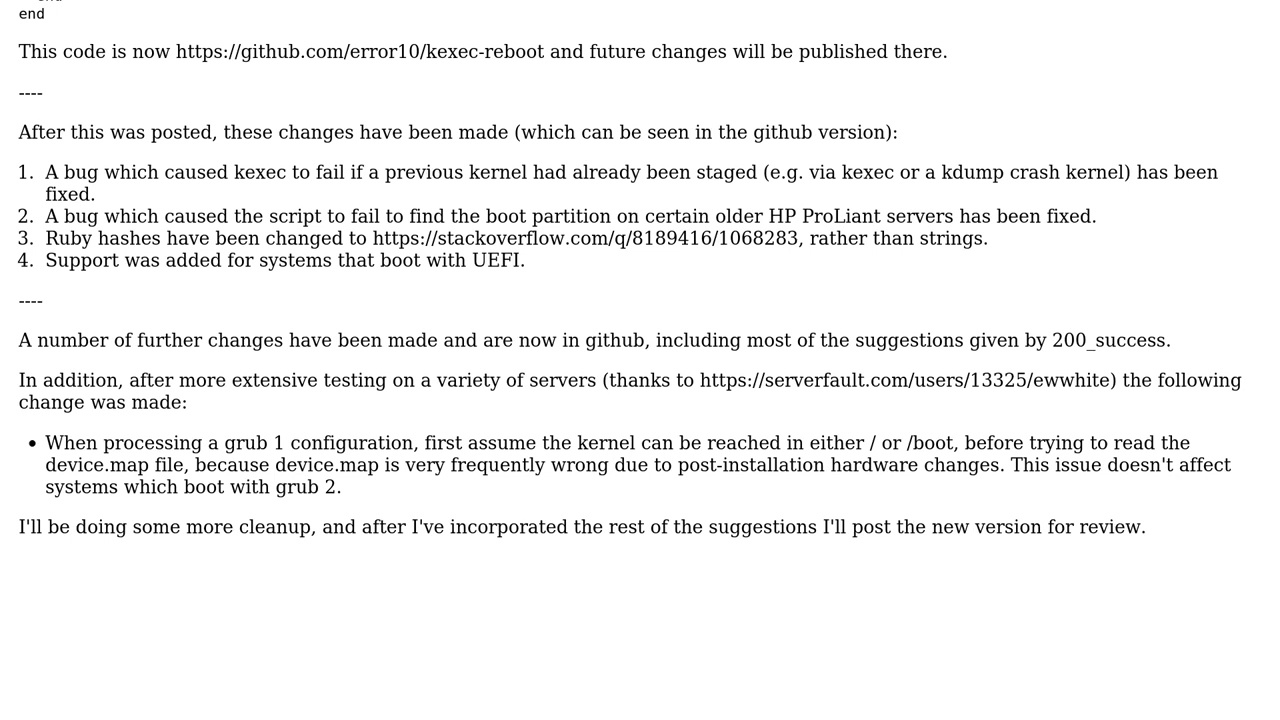 end
This code is now https://github.com/error10/kexec-reboot and future changes will be published there.
----
After this was posted, these changes have been made (which can be seen in the github version):
1. A bug which caused kexec to fail if a previous kernel had already been staged (e.g. via kexec or a kdump crash kernel) has been
fixed.
2. A bug which caused the script to fail to find the boot partition on certain older HP ProLiant servers has been fixed.
3. Ruby hashes have been changed to https://stackoverflow.com/q/8189416/1068283, rather than strings.
4. Support was added for systems that boot with UEFI.
----
A number of further changes have been made and are now in github, including most of the suggestions given by 200_success.
In addition, after more extensive testing on a variety of servers (thanks to https://serverfault.com/users/13325/ewwhite) the following
change was made:
• When processing a grub 1 configuration, first assume the kernel can be reached in either / or /boot, before trying to read the
device.map file, because device.map is very frequently wrong due to post-installation hardware changes. This issue doesn't affect
systems which boot with grub 2.
I'll be doing some more cleanup, and after I've incorporated the rest of the suggestions I'll post the new version for review.